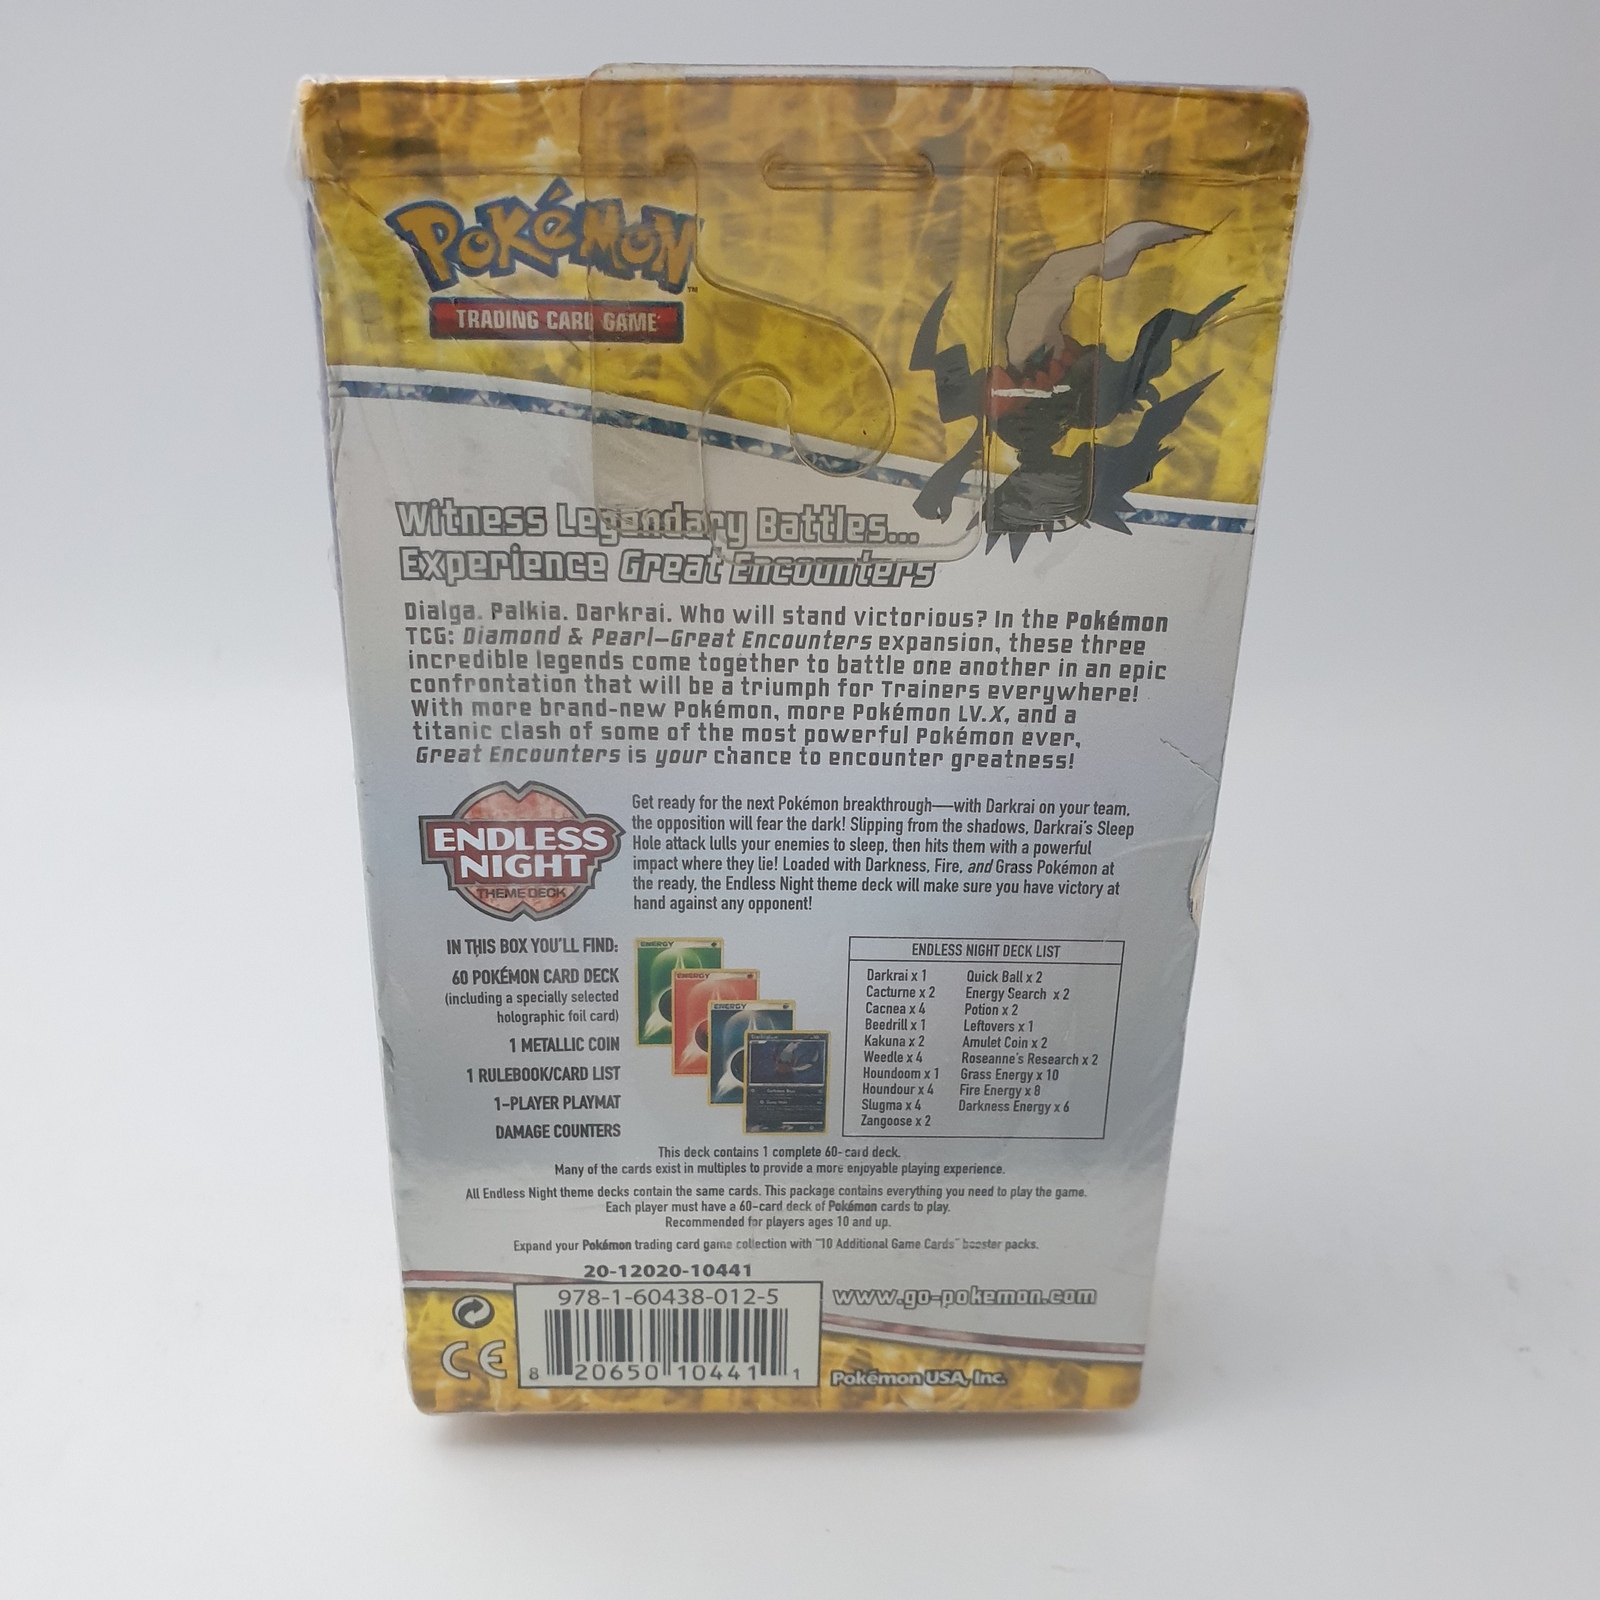 POKéMON™
TRADING CARD GAME
Witness Legendary Battles...
Experience Great Encounters
Dialga. Palkia. Darkrai. Who will stand victorious? In the Pokémon
TCG: Diamond & Pearl—Great Encounters expansion, these three
incredible legends come together to battle one another in an epic
confrontation that will be a triumph for Trainers everywhere!
With more brand-new Pokémon, more Pokémon LV.X, and a
titanic clash of some of the most powerful Pokémon ever,
Great Encounters is your chance to encounter greatness!
ENDLESS
NIGHT
THEME DECK
Get ready for the next Pokémon breakthrough—with Darkrai on your team,
the opposition will fear the dark! Slipping from the shadows, Darkrai's Sleep
Hole attack lulls your enemies to sleep, then hits them with a powerful
impact where they lie! Loaded with Darkness, Fire, and Grass Pokémon at
the ready, the Endless Night theme deck will make sure you have victory at
hand against any opponent!
IN THIS BOX YOU'LL FIND:
60 POKÉMON CARD DECK
(including a specially selected
holographic foil card)
1 METALLIC COIN
1 RULEBOOK/CARD LIST
1-PLAYER PLAYMAT
DAMAGE COUNTERS
ENERGY
ENERGY
ENERGY
ENDLESS NIGHT DECK LIST
Darkrai x 1
Cacturne x 2
Cacnea x 4
Beedrill x 1
Kakuna x 2
Weedle x 4
Houndoom x 1
Houndour x 4
Slugma x 4
Zangoose x 2
Quick Ball x 2
Energy Search x 2
Potion x 2
Leftovers x 1
Amulet Coin x 2
Roseanne's Research x 2
Grass Energy x 10
Fire Energy x 8
Darkness Energy x 6
This deck contains 1 complete 60-card deck.
Many of the cards exist in multiples to provide a more enjoyable playing experience.
All Endless Night theme decks contain the same cards. This package contains everything you need to play the game.
Each player must have a 60-card deck of Pokémon cards to play.
Recommended for players ages 10 and up.
Expand your Pokémon trading card game collection with "10 Additional Game Cards" booster packs.
20-12020-10441
978-1-60438-012-5
8 20650 10441 1
CE
www.go-pokemon.com
Pokémon USA, Inc.